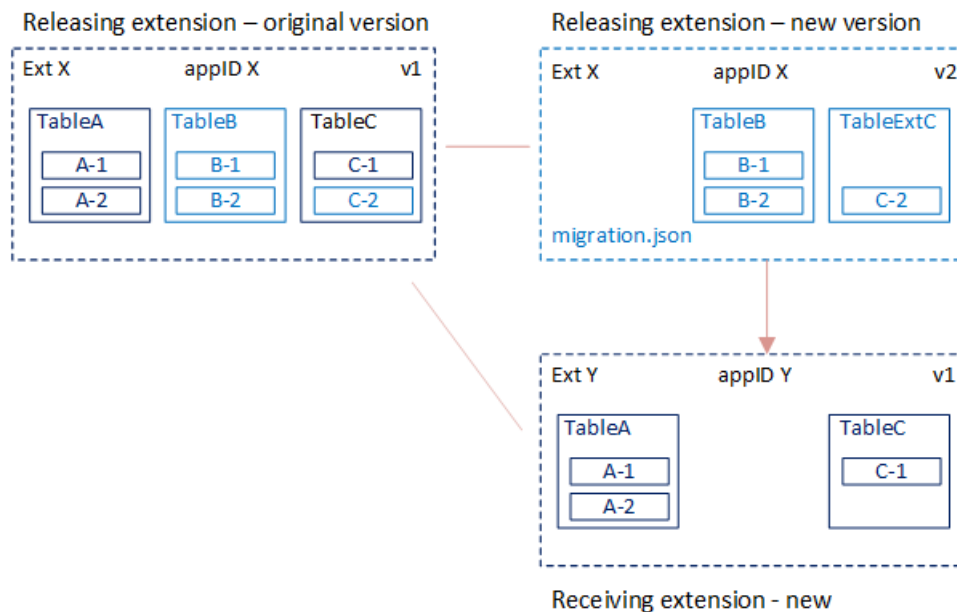 Releasing extension – original version
Ext X appID X v1
TableA TableB TableC
A-1 B-1 C-1
A-2 B-2 C-2
Releasing extension – new version
Ext X appID X v2
TableB TableExtC
B-1
B-2 C-2
migration.json
Ext Y appID Y v1
TableA TableC
A-1 C-1
A-2
Receiving extension - new